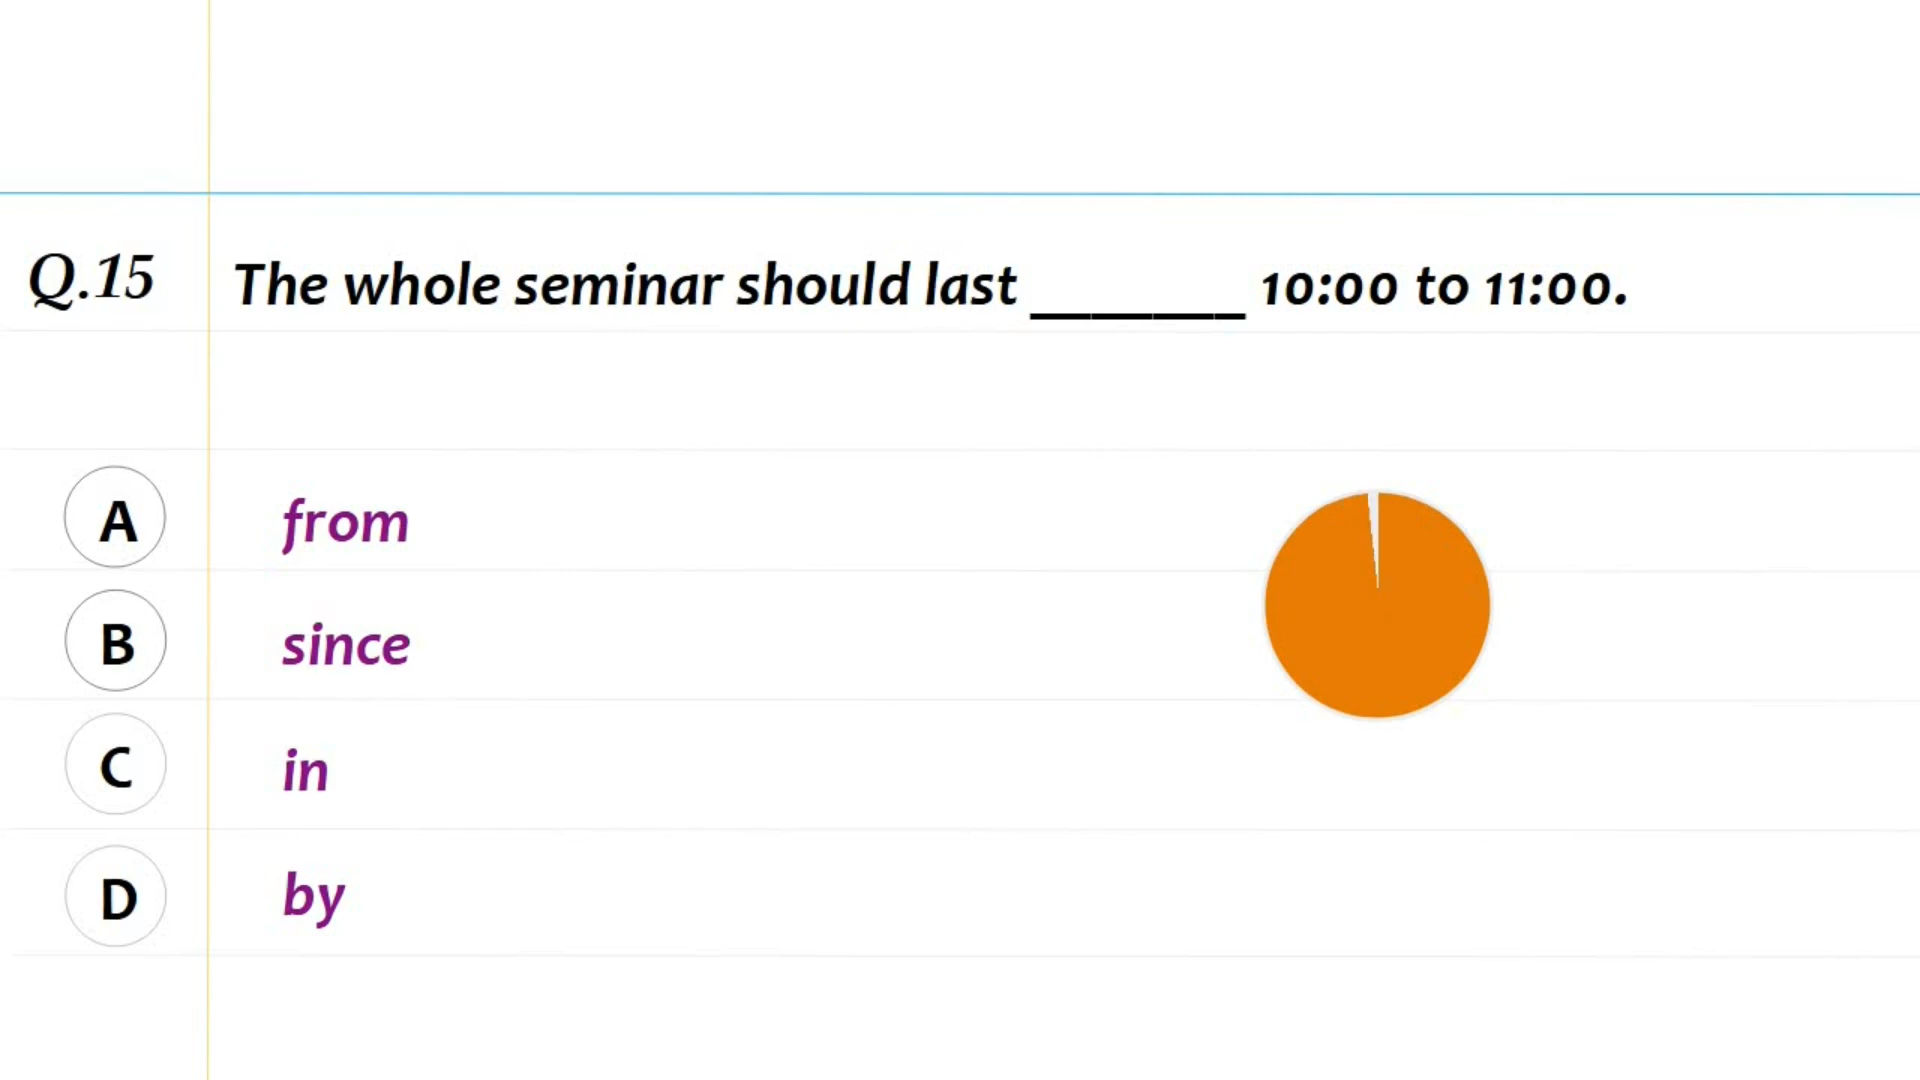 Q.15 The whole seminar should last _______ 10:00 to 11:00.
A from
B since
C in
D by